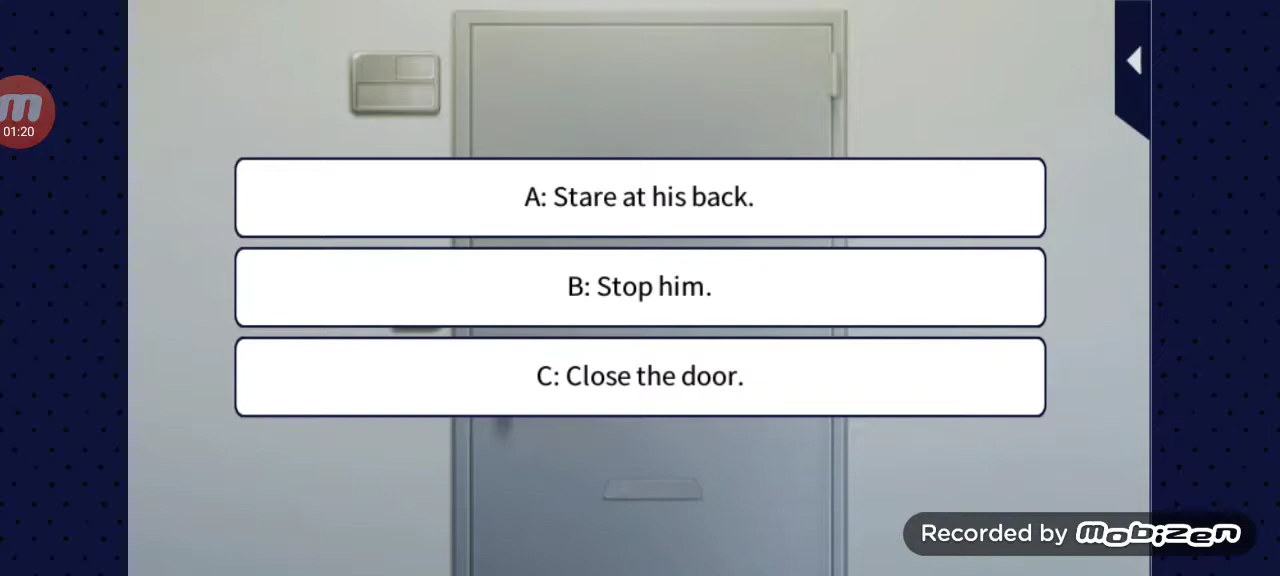 01:20
A: Stare at his back.
B: Stop him.
C: Close the door.
Recorded by Mobizen